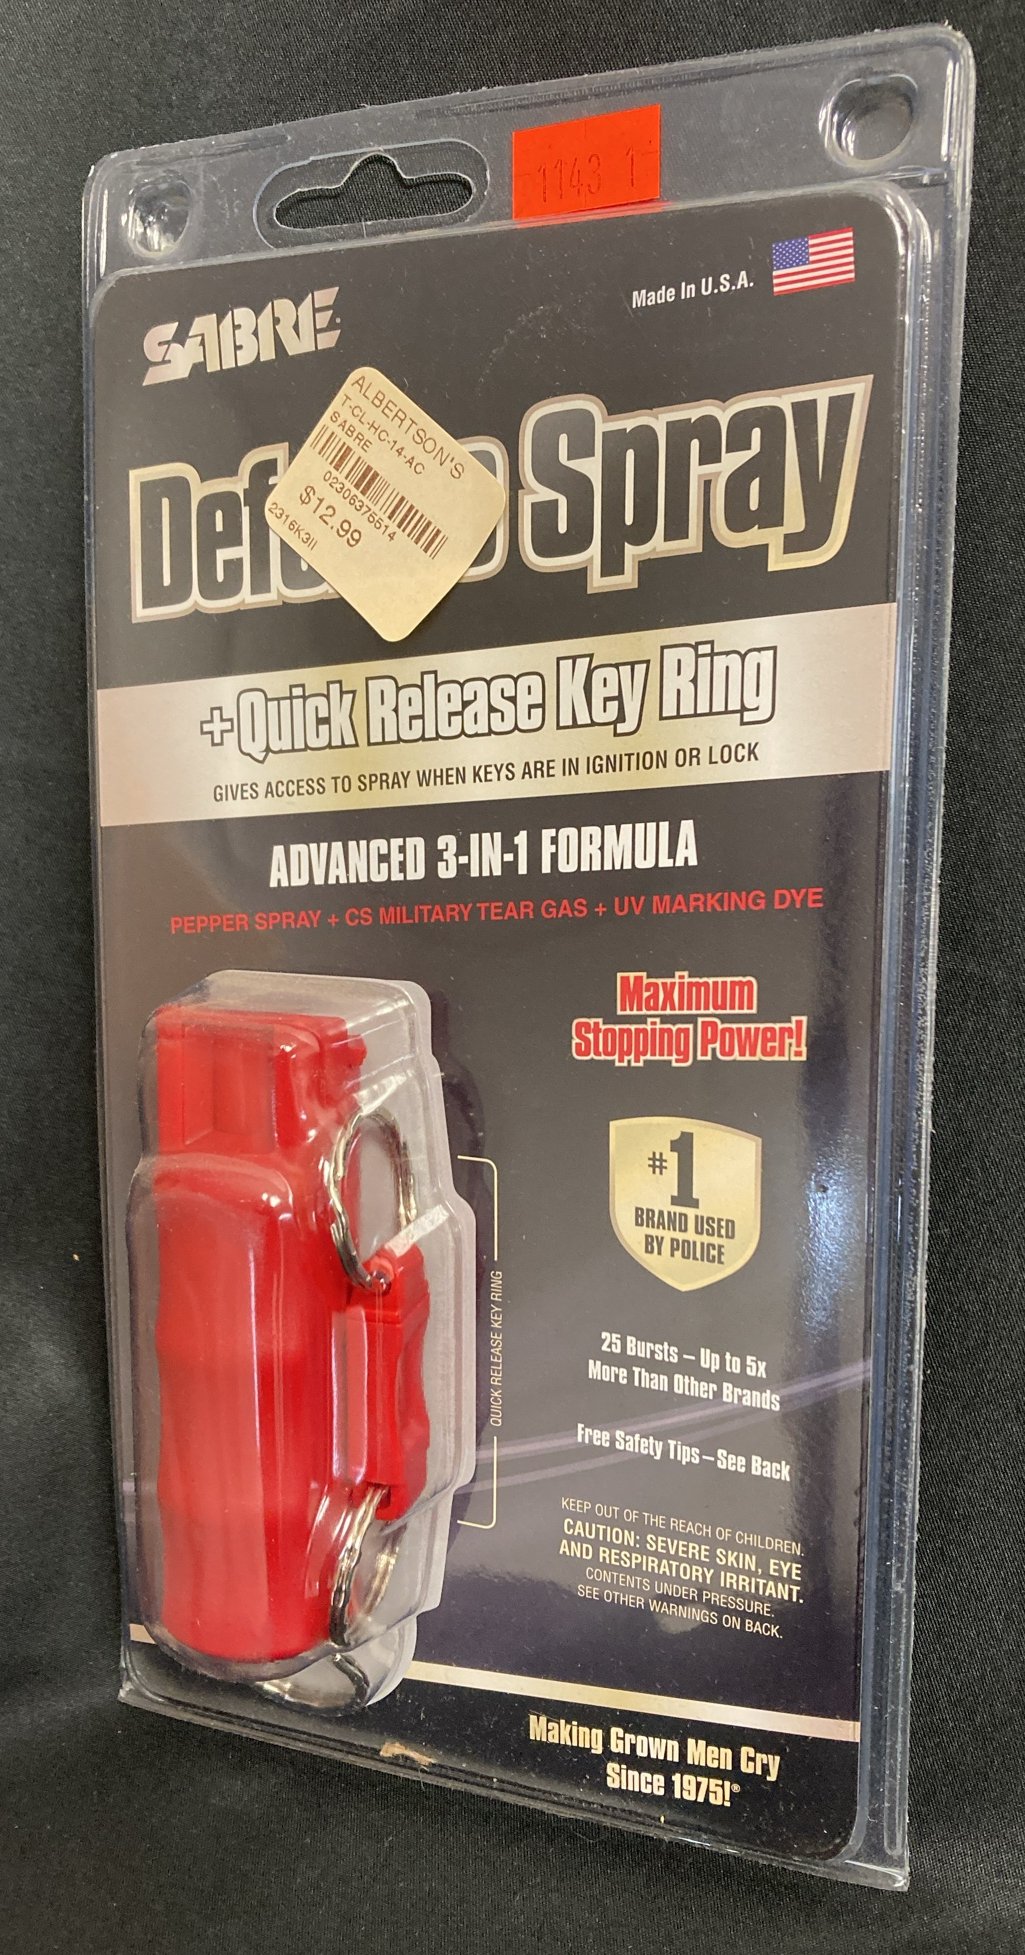 1143 1
Made In U.S.A.
SABRE
ALBERTSON'S
T-CL-HC-14-AC
SABRE
02306375514
$12.99
2316K3II
Spray
+Quick Release Key Ring
GIVES ACCESS TO SPRAY WHEN KEYS ARE IN IGNITION OR LOCK
ADVANCED 3-IN-1 FORMULA
PEPPER SPRAY + CS MILITARY TEAR GAS + UV MARKING DYE
Maximum
Stopping Power!
#1
BRAND USED
BY POLICE
QUICK RELEASE KEY RING
25 Bursts – Up to 5x
More Than Other Brands
Free Safety Tips – See Back
KEEP OUT OF THE REACH OF CHILDREN.
CAUTION: SEVERE SKIN, EYE
AND RESPIRATORY IRRITANT.
CONTENTS UNDER PRESSURE.
SEE OTHER WARNINGS ON BACK.
Making Grown Men Cry
Since 1975!®